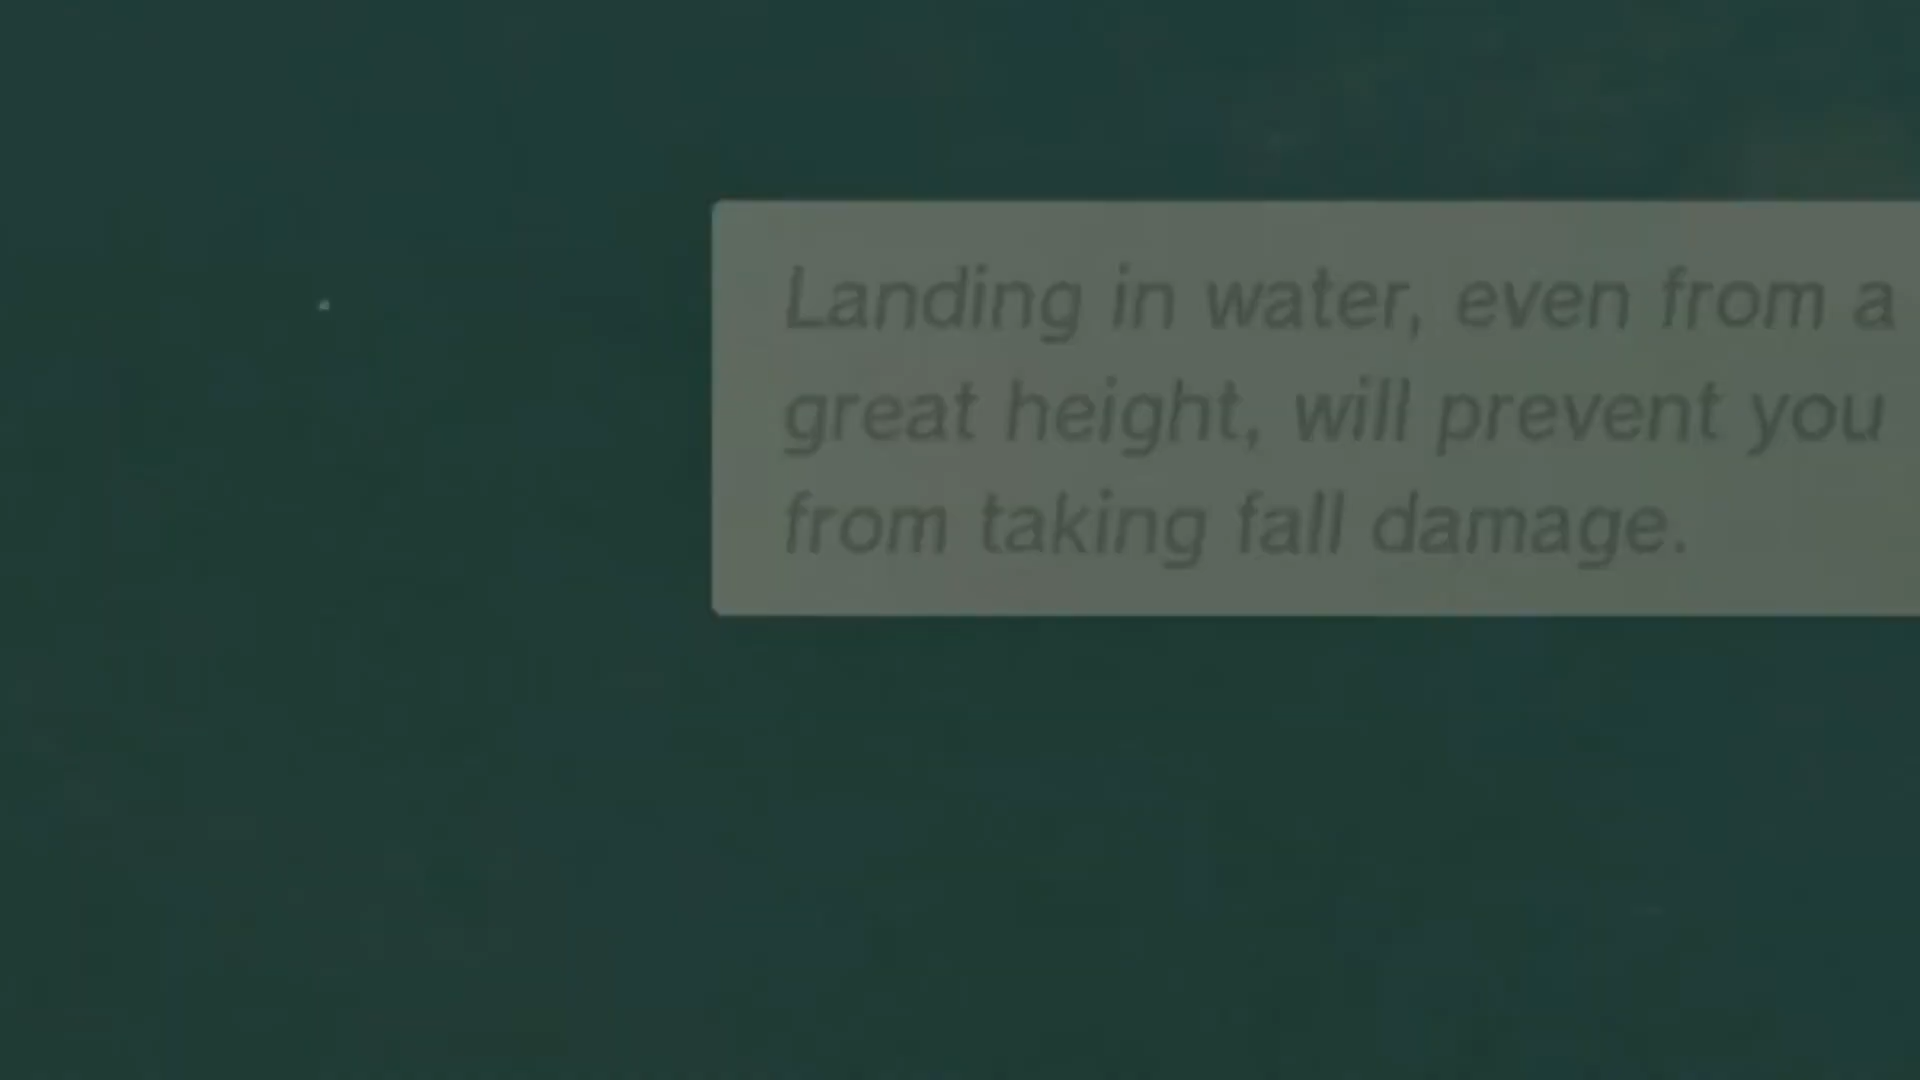 Landing in water, even from a
great height, will prevent you
from taking fall damage.